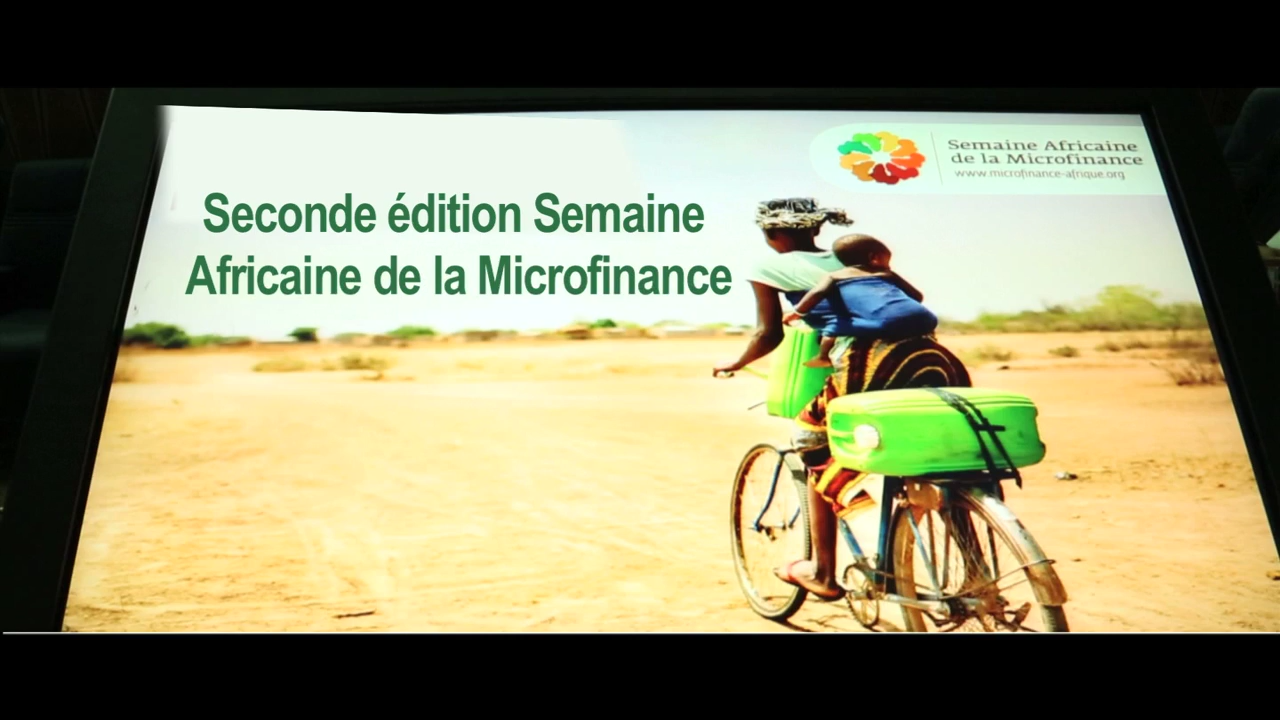 Semaine Africaine
de la Microfinance
www.microfinance-afrique.org
Seconde édition Semaine
Africaine de la Microfinance